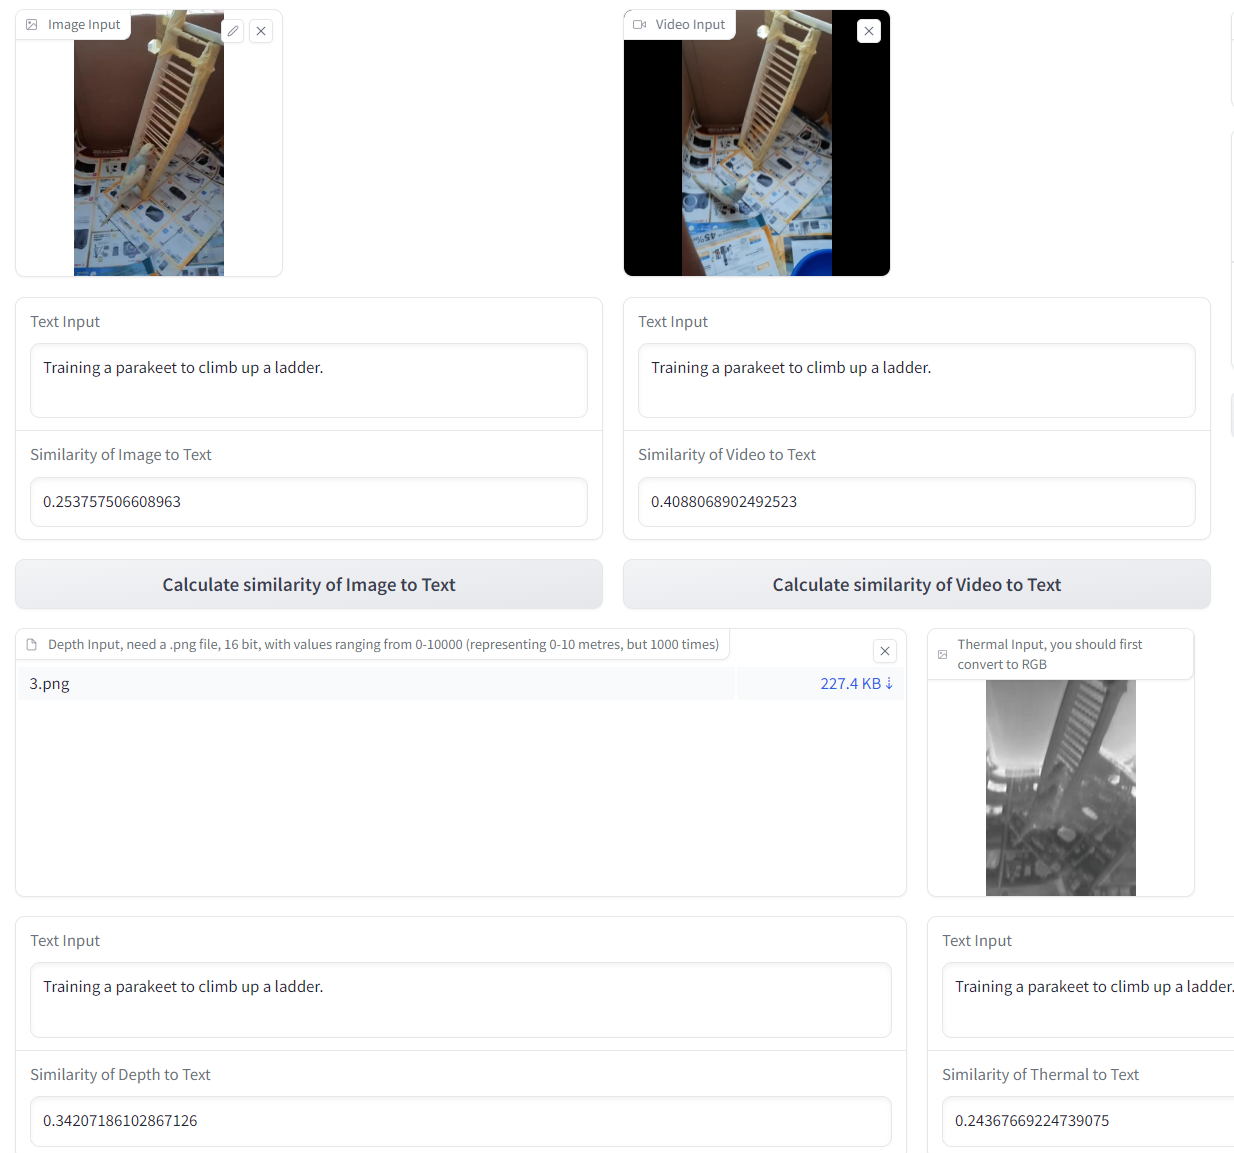 Image Input
Video Input
45%
Text Input
Training a parakeet to climb up a ladder.
Similarity of Image to Text
0.253757506608963
Calculate similarity of Image to Text
Text Input
Training a parakeet to climb up a ladder.
Similarity of Video to Text
0.4088068902492523
Calculate similarity of Video to Text
Depth Input, need a .png file, 16 bit, with values ranging from 0-10000 (representing 0-10 metres, but 1000 times)
3.png
227.4 KB ↓
Thermal Input, you should first
convert to RGB
Text Input
Training a parakeet to climb up a ladder.
Similarity of Depth to Text
0.34207186102867126
Text Input
Training a parakeet to climb up a ladder.
Similarity of Thermal to Text
0.24367669224739075